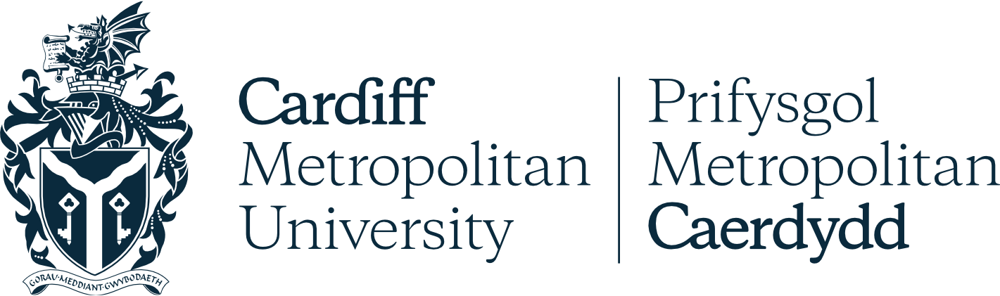 Cardiff
Metropolitan
University
Prifysgol
Metropolitan
Caerdydd
GORAU·MEDDIANT·GWYBODAETH